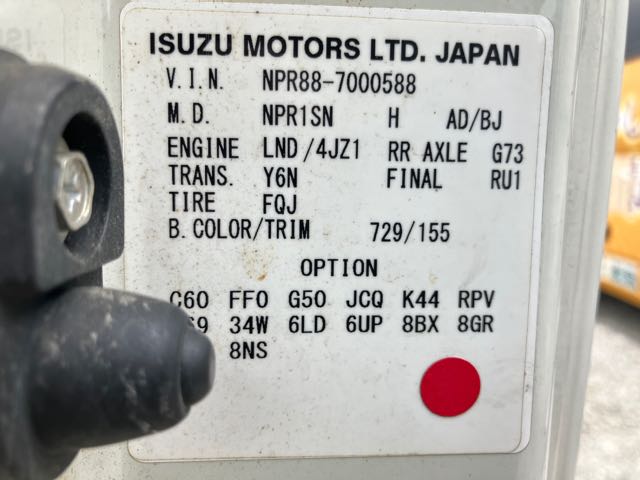 ISUZU MOTORS LTD. JAPAN
V.I.N. NPR88-7000588
M.D. NPR1SN H AD/BJ
ENGINE LND/4JZ1 RR AXLE G73
TRANS. Y6N FINAL RU1
TIRE FQJ
B.COLOR/TRIM 729/155
OPTION
C60 FF0 G50 JCQ K44 RPV
34W 6LD 6UP 8BX 8GR
8NS